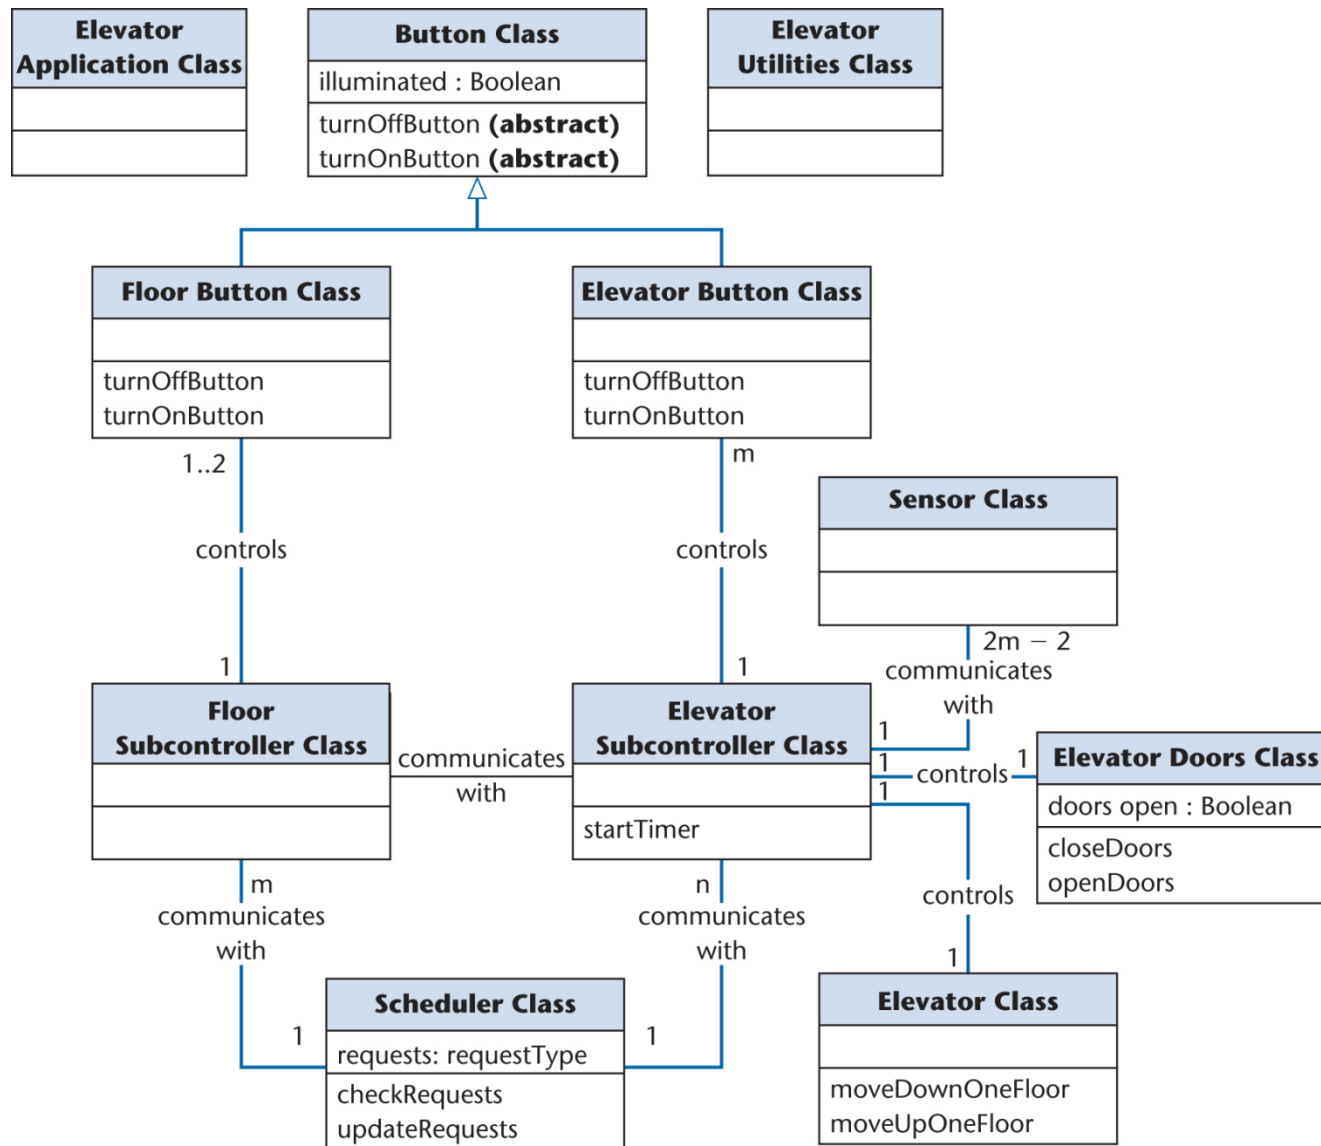 Elevator
Application Class
Button Class
illuminated : Boolean
turnOffButton (abstract)
turnOnButton (abstract)
Elevator
Utilities Class
Floor Button Class
turnOffButton
turnOnButton
Elevator Button Class
turnOffButton
turnOnButton
1..2
m
controls
controls
Sensor Class
2m − 2
communicates
with
1
1
Floor
Subcontroller Class
communicates
with
Elevator
Subcontroller Class
startTimer
1
1
controls
1
1
Elevator Doors Class
doors open : Boolean
closeDoors
openDoors
controls
1
m
communicates
with
n
communicates
with
1
1
Scheduler Class
requests: requestType
checkRequests
updateRequests
Elevator Class
moveDownOneFloor
moveUpOneFloor